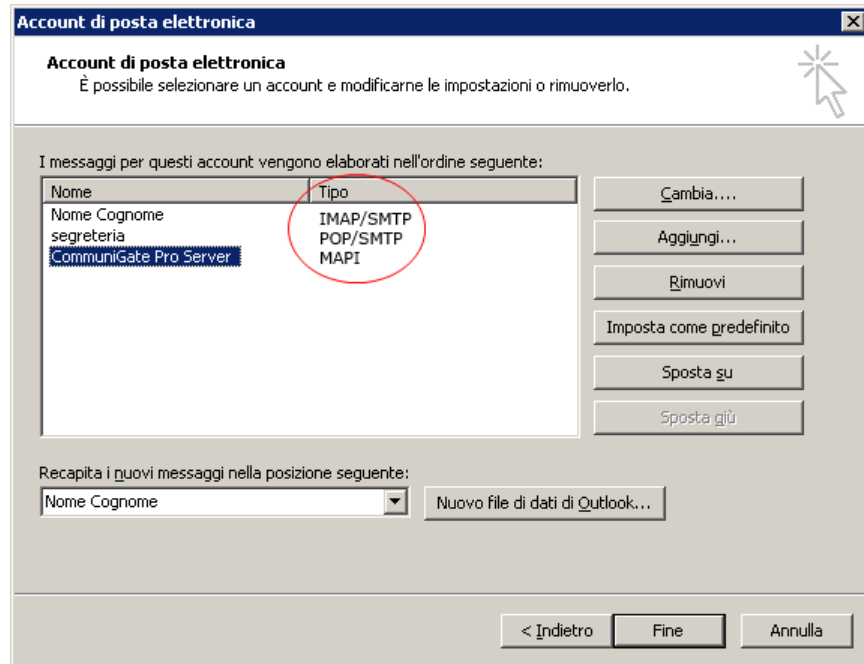 Account di posta elettronica
Account di posta elettronica
È possibile selezionare un account e modificarne le impostazioni o rimuoverlo.
I messaggi per questi account vengono elaborati nell'ordine seguente:
Nome Tipo
Nome Cognome IMAP/SMTP
segreteria POP/SMTP
CommuniGate Pro Server MAPI
Cambia....
Aggiungi...
Rimuovi
Imposta come predefinito
Sposta su
Sposta giù
Recapita i nuovi messaggi nella posizione seguente:
Nome Cognome
Nuovo file di dati di Outlook...
< Indietro
Fine
Annulla